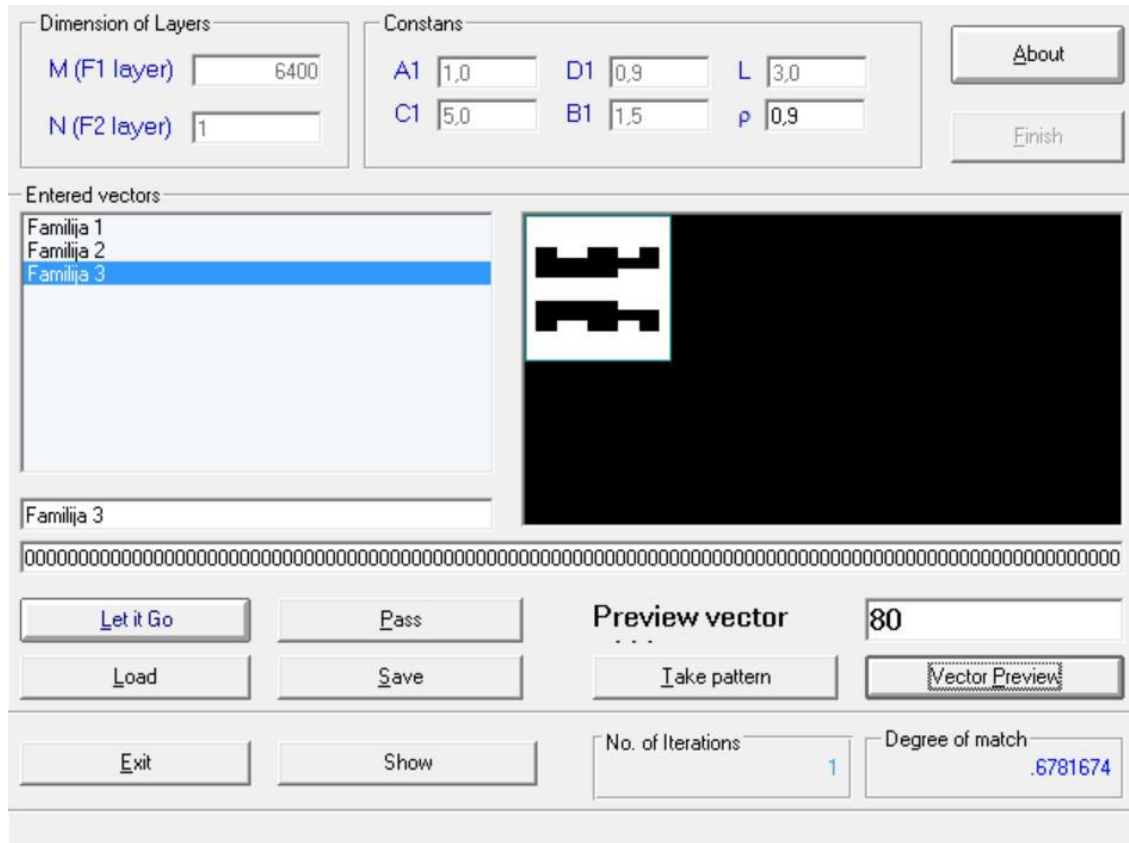 Dimension of Layers
M (F1 layer) 6400
N (F2 layer) 1
Constans
A1 1,0 D1 0,9 L 3,0
C1 5,0 B1 1,5 ρ 0,9
About
Finish
Entered vectors
Familija 1
Familija 2
Familija 3
Familija 3
Let it Go Pass Preview vector 80
Load Save Take pattern Vector Preview
Exit Show
No. of Iterations
1
Degree of match
.6781674